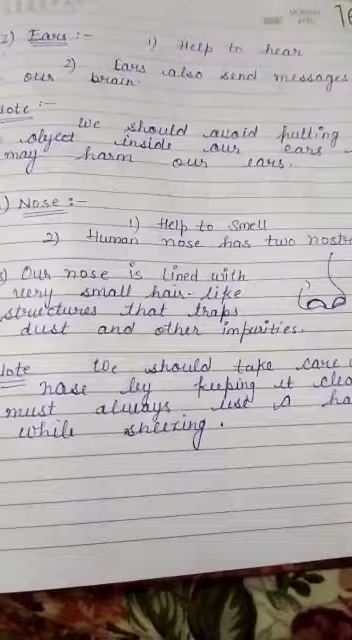 2) Ears :-
1) Help to hear
2) Ears also send messages
our brain.
Note :-
We should avoid putting
object inside our ears
may harm our ears.
) Nose :-
1) Help to smell
2) Human nose has two nostr
3) Our nose is lined with
very small hair-like
structures that traps
dust and other impurities.
Note We should take care
nose by keeping it clea
must always use a ha
while sneezing.